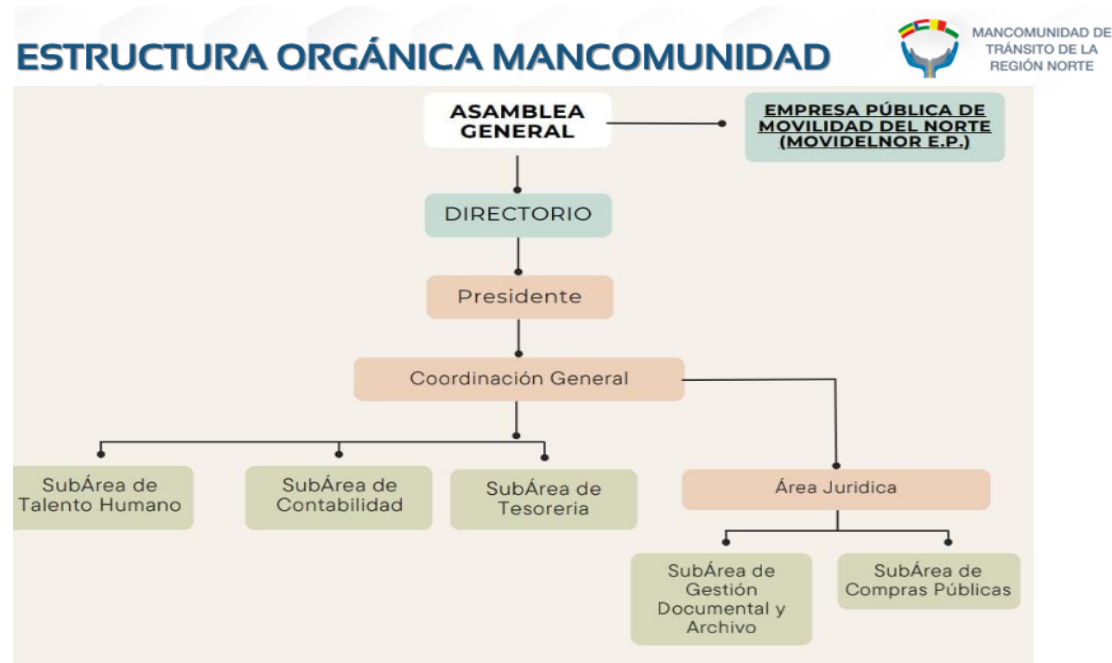 ESTRUCTURA ORGÁNICA MANCOMUNIDAD
MANCOMUNIDAD DE
TRÁNSITO DE LA
REGIÓN NORTE
ASAMBLEA
GENERAL
EMPRESA PÚBLICA DE
MOVILIDAD DEL NORTE
(MOVIDELNOR E.P.)
DIRECTORIO
Presidente
Coordinación General
SubÁrea de
Talento Humano
SubÁrea de
Contabilidad
SubÁrea de
Tesoreria
Área Juridica
SubÁrea de
Gestión
Documental y
Archivo
SubÁrea de
Compras Públicas